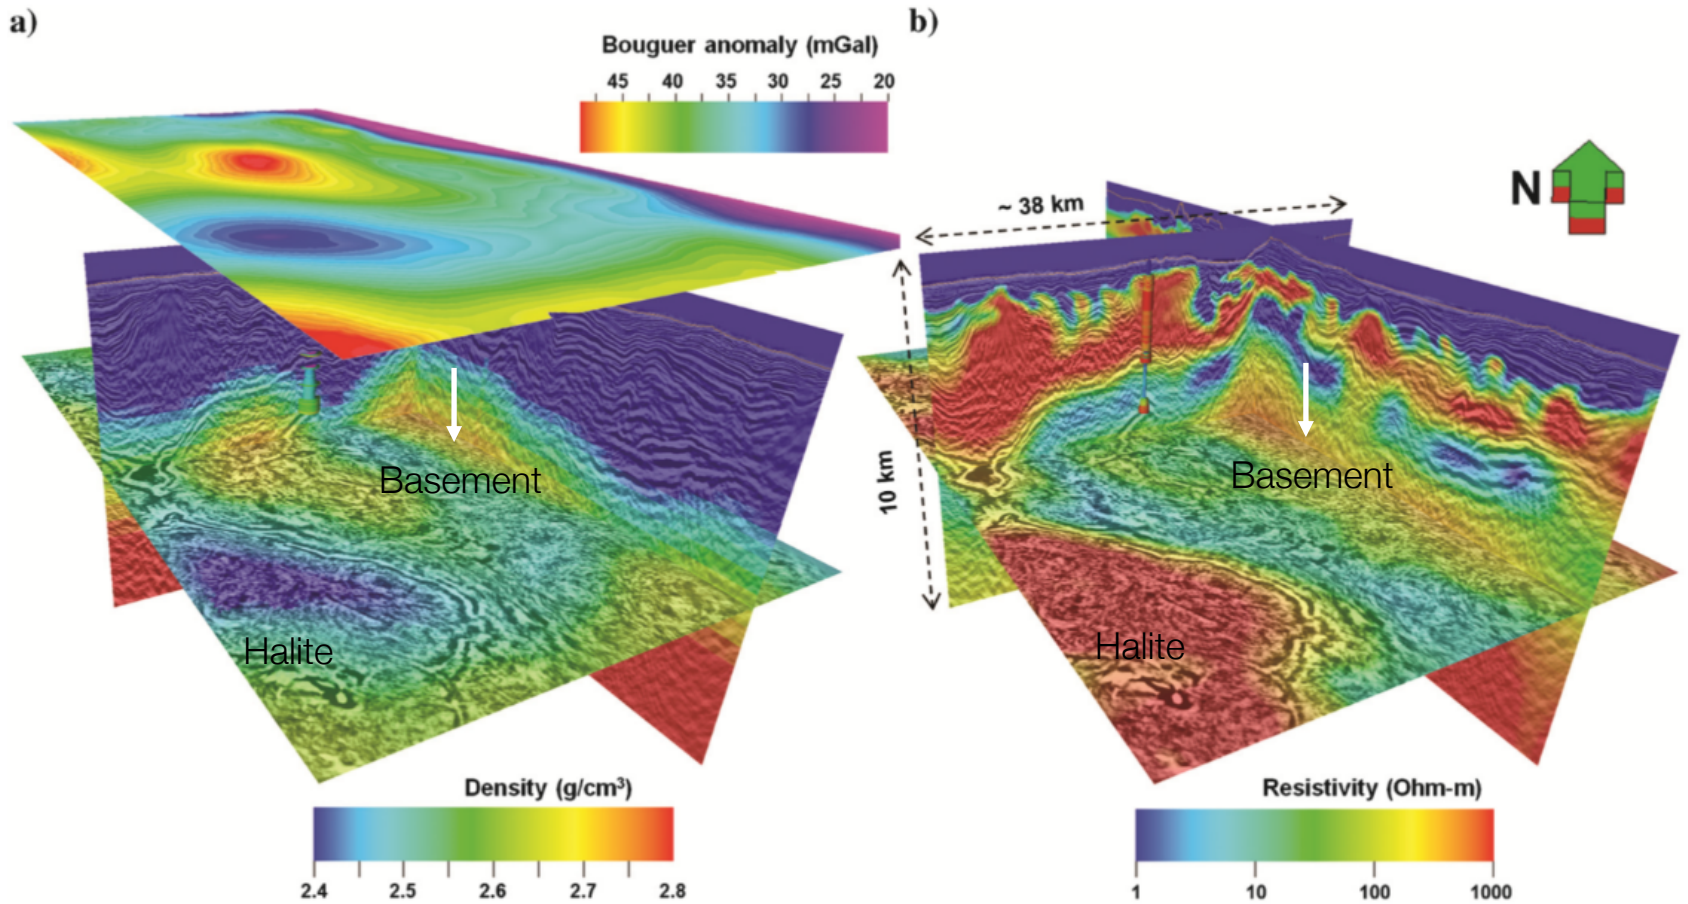 a)
Bouguer anomaly (mGal)
45 40 35 30 25 20
Basement
Halite
Density (g/cm³)
2.4 2.5 2.6 2.7 2.8
b)
N
~ 38 km
10 km
Basement
Halite
Resistivity (Ohm-m)
1 10 100 1000